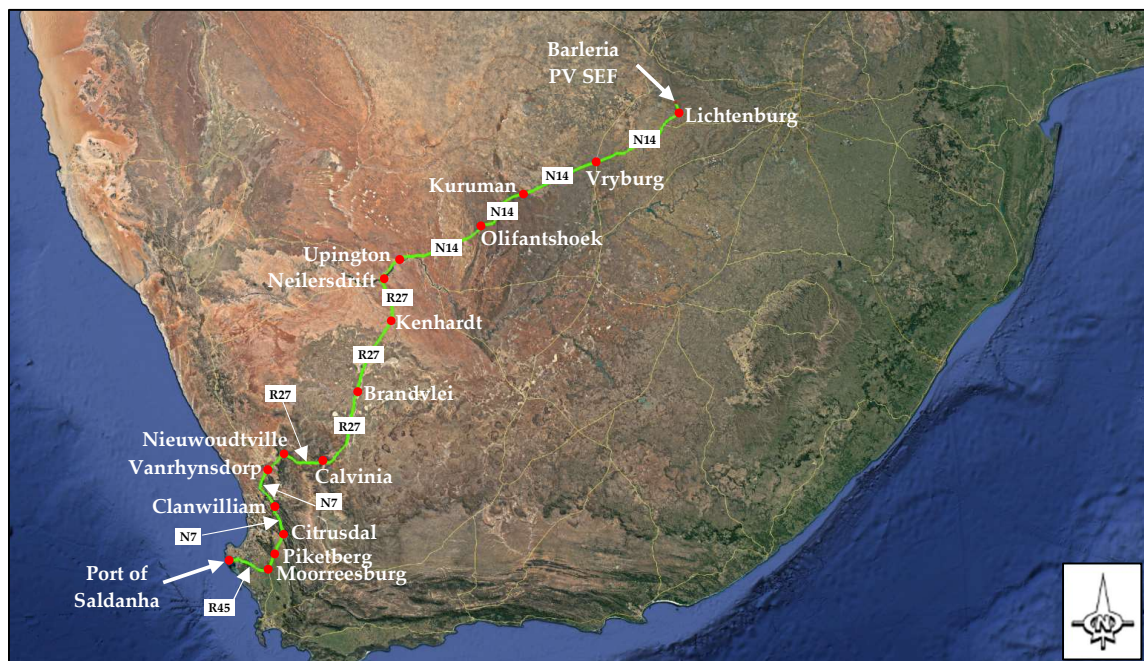 Barleria
PV SEF
Lichtenburg
N14
Vryburg
N14
Kuruman
N14
Olifantshoek
N14
Upington
Neilersdrift
R27
Kenhardt
R27
Brandvlei
R27
R27
Nieuwoudtville
Vanrhynsdorp
Calvinia
N7
Clanwilliam
N7
Citrusdal
Piketberg
Moorreesburg
Port of
Saldanha
R45
N